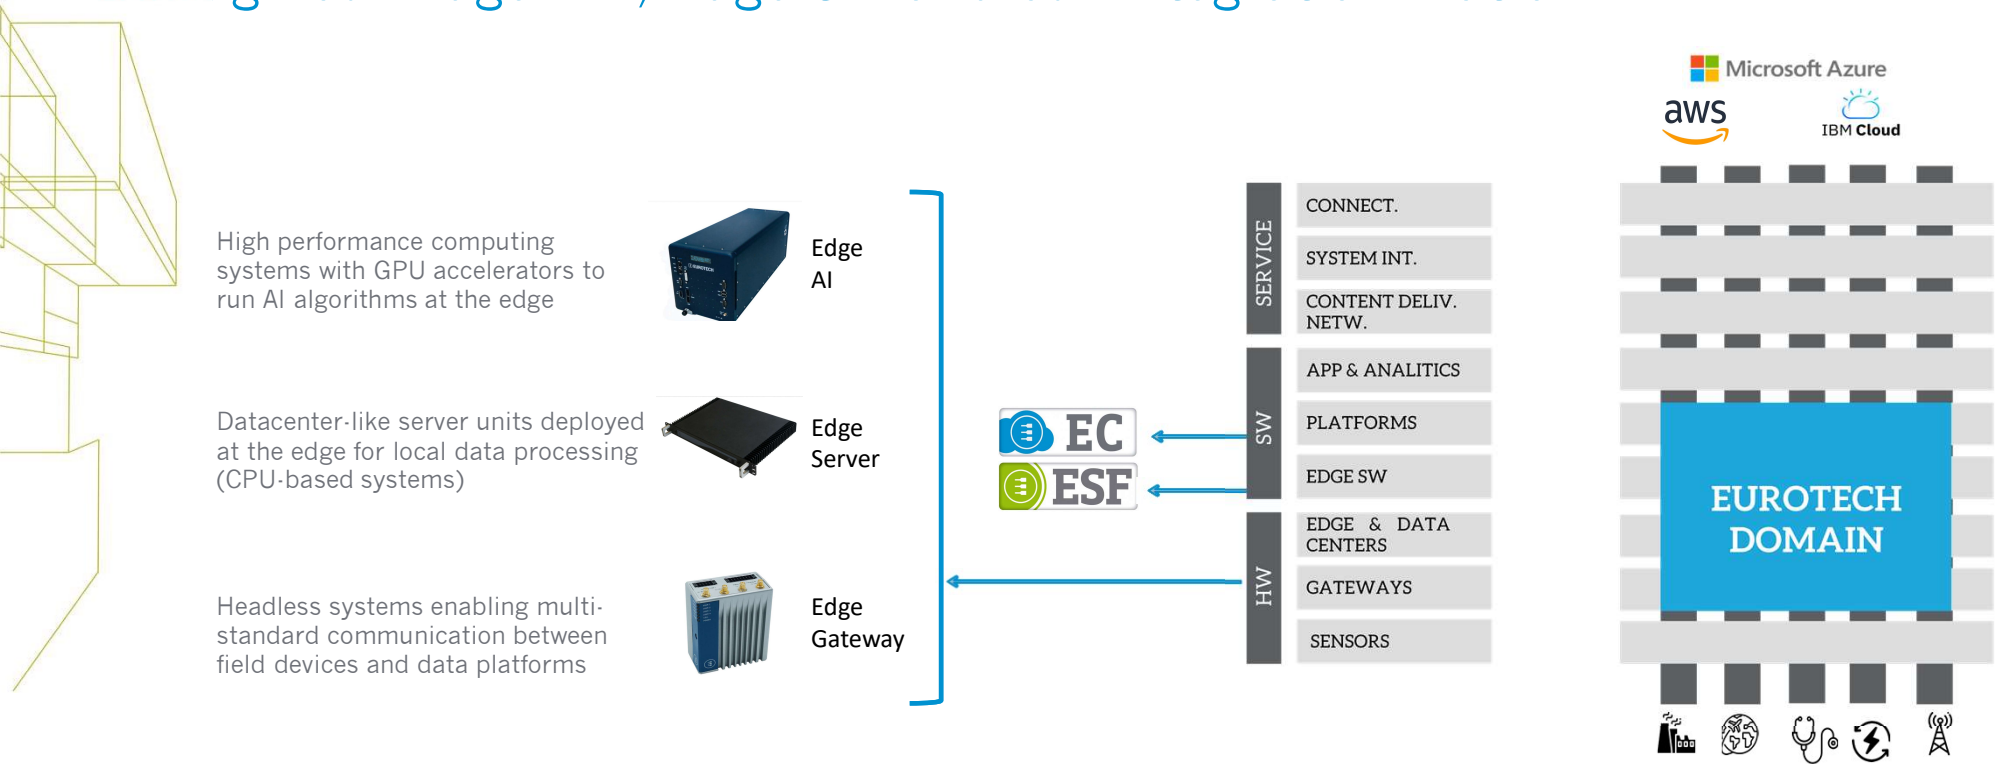 Microsoft Azure
aws
IBM Cloud
High performance computing
systems with GPU accelerators to
run AI algorithms at the edge
EUROTECH
Edge
AI
Datacenter-like server units deployed
at the edge for local data processing
(CPU-based systems)
Edge
Server
Headless systems enabling multi-
standard communication between
field devices and data platforms
Edge
Gateway
EC
ESF
SERVICE
CONNECT.
SYSTEM INT.
CONTENT DELIV.
NETW.
SW
APP & ANALITICS
PLATFORMS
EDGE SW
HW
EDGE & DATA
CENTERS
GATEWAYS
SENSORS
EUROTECH
DOMAIN